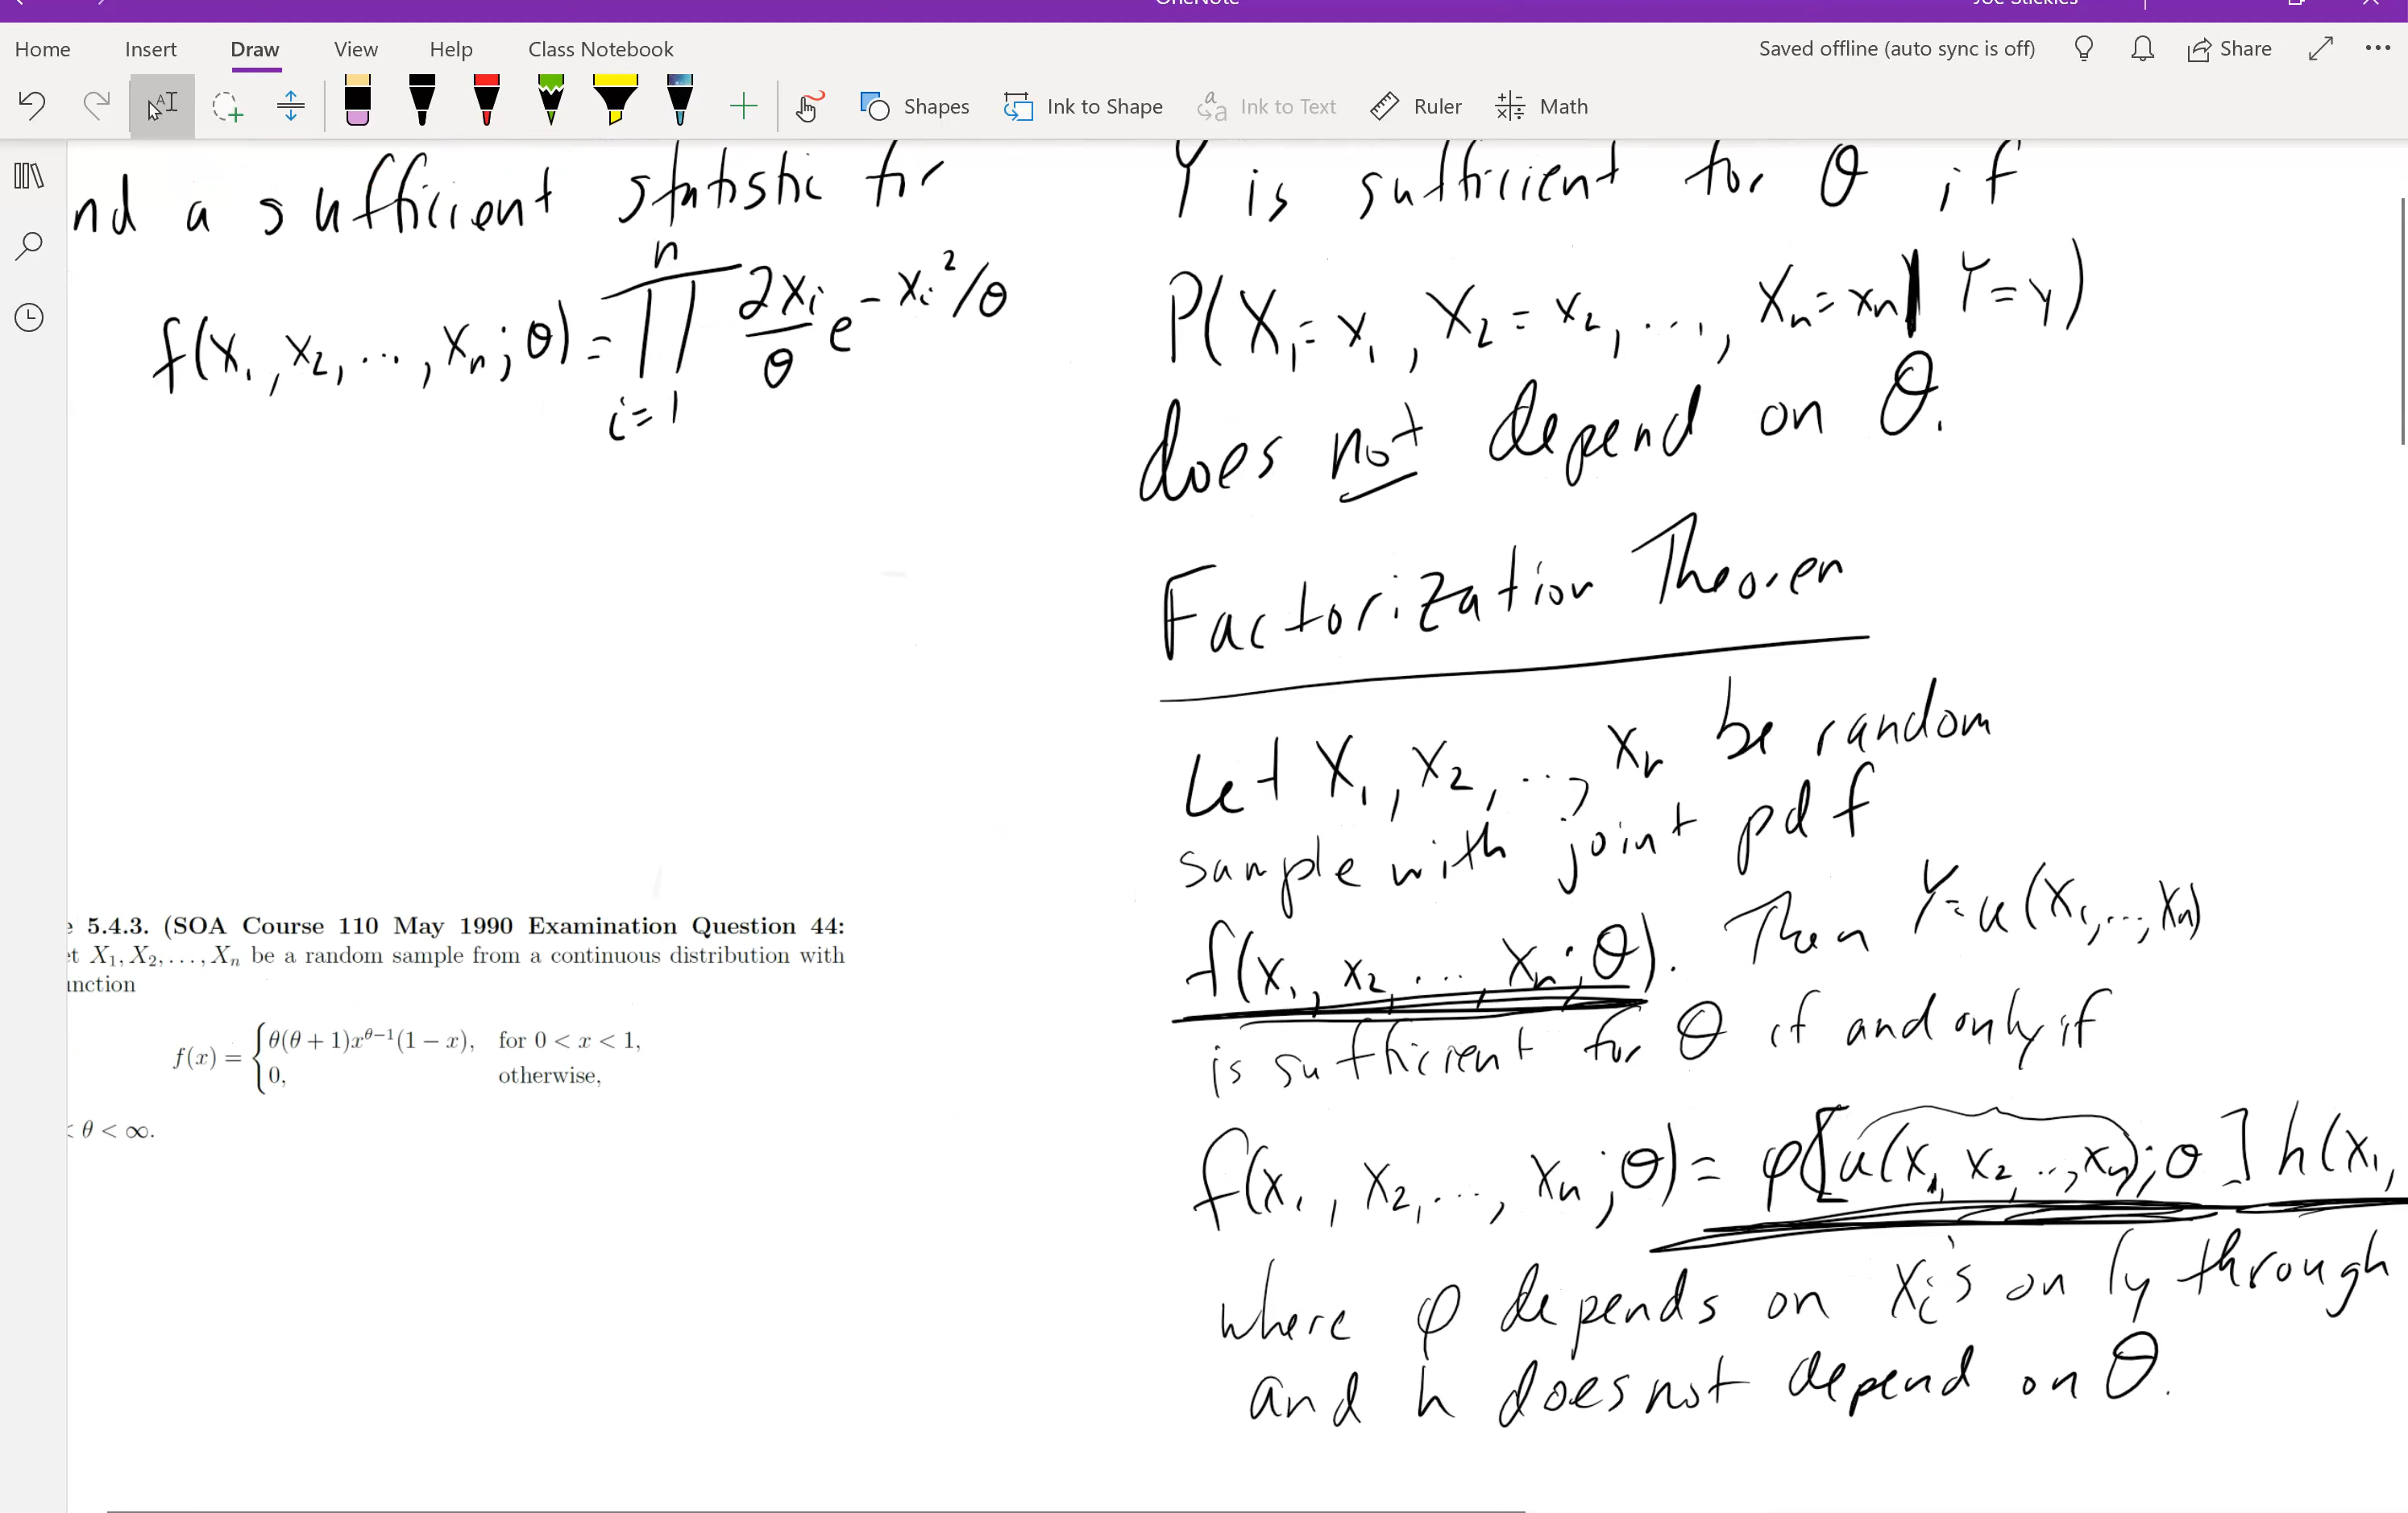 OneNote
Joe Stickles
Home Insert Draw View Help Class Notebook
Saved offline (auto sync is off) Share
Shapes Ink to Shape Ink to Text Ruler Math
nd a sufficient statistic for
f(x₁, x₂, ..., xₙ; θ) = ∏ᵢ₌₁ⁿ 2xᵢ/θ e^(-xᵢ²/θ)
e 5.4.3. (SOA Course 110 May 1990 Examination Question 44:
et X₁, X₂, . . . , Xₙ be a random sample from a continuous distribution with
unction
f(x) = { θ(θ + 1)x^(θ−1)(1 − x), for 0 < x < 1,
0, otherwise,
< θ < ∞.
Y is sufficient for θ if
P(X₁ = x₁, X₂ = x₂, ..., Xₙ = xₙ | Y = y)
does not depend on θ.
Factorization Theorem
Let X₁, X₂, ..., Xₙ be random
sample with joint pdf
f(x₁, x₂, ..., xₙ; θ). Then Y = u(X₁, ..., Xₙ)
is sufficient for θ if and only if
f(x₁, x₂, ..., xₙ; θ) = φ[u(x₁, x₂, ..., xₙ); θ] h(x₁,
where φ depends on xᵢ's only through
and h does not depend on θ.